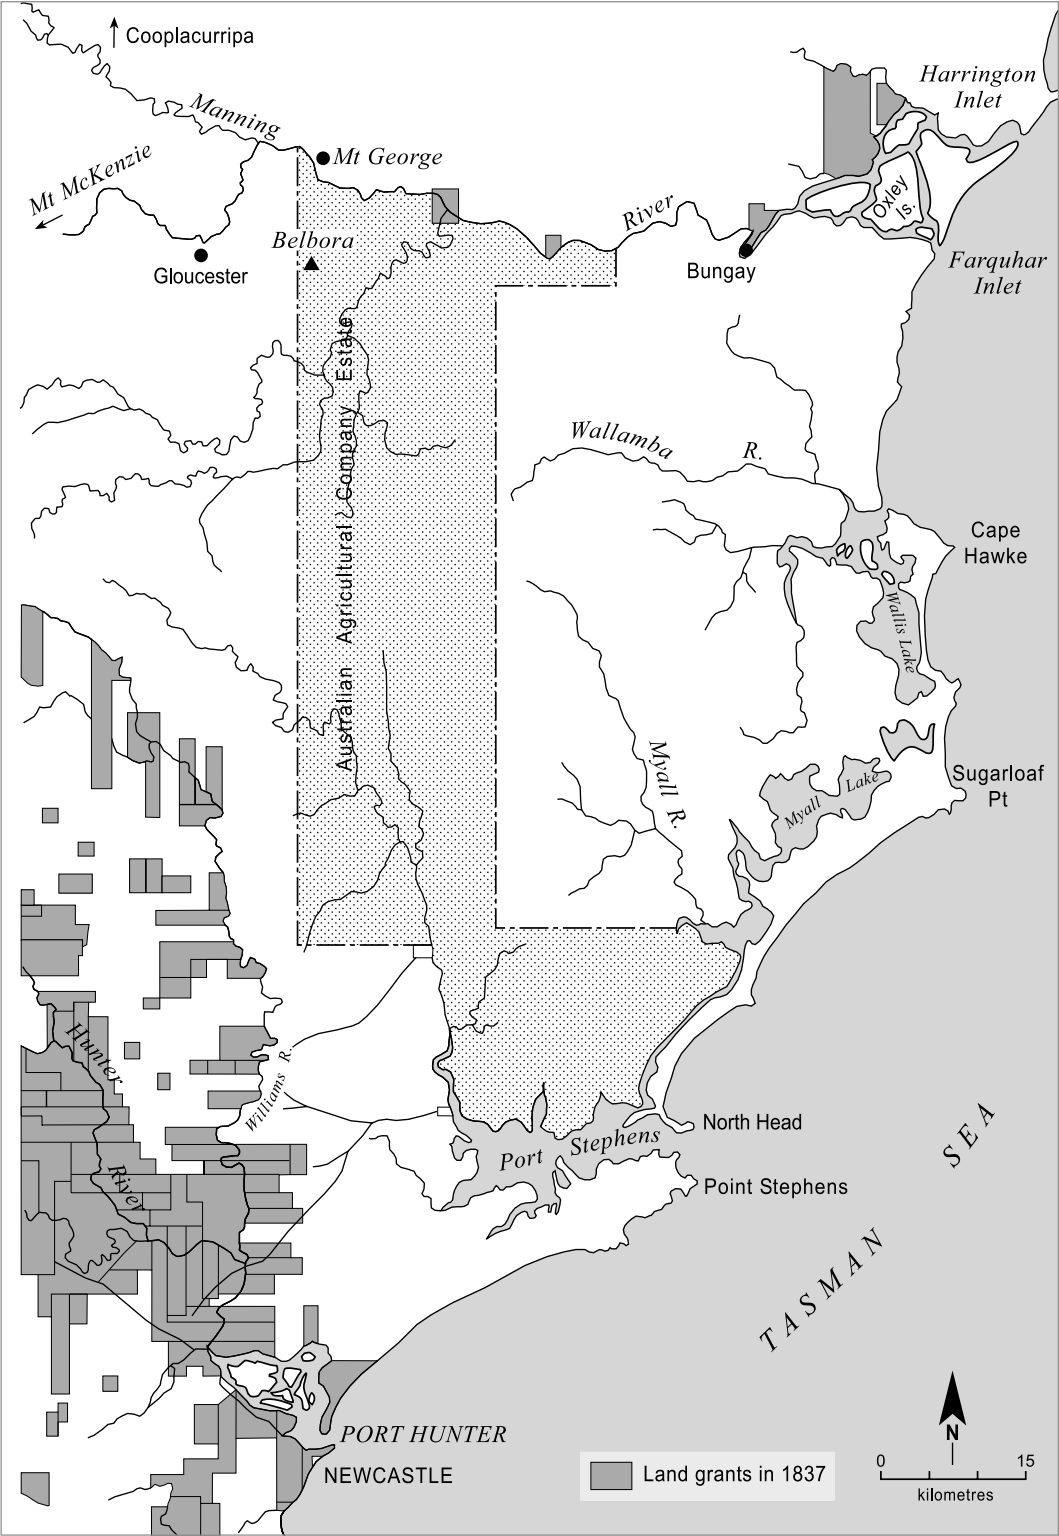 Cooplacurripa
Harrington
Inlet
Manning
Mt George
Mt McKenzie
Oxley
Is.
River
Belbora
Gloucester
Bungay
Farquhar
Inlet
Australian Agricultural Company Estate
Wallamba R.
Cape
Hawke
Wallis Lake
Myall R.
Myall Lake
Sugarloaf
Pt
Hunter
River
Williams R.
North Head
Port Stephens
Point Stephens
TASMAN SEA
PORT HUNTER
NEWCASTLE
Land grants in 1837
N
0 15
kilometres